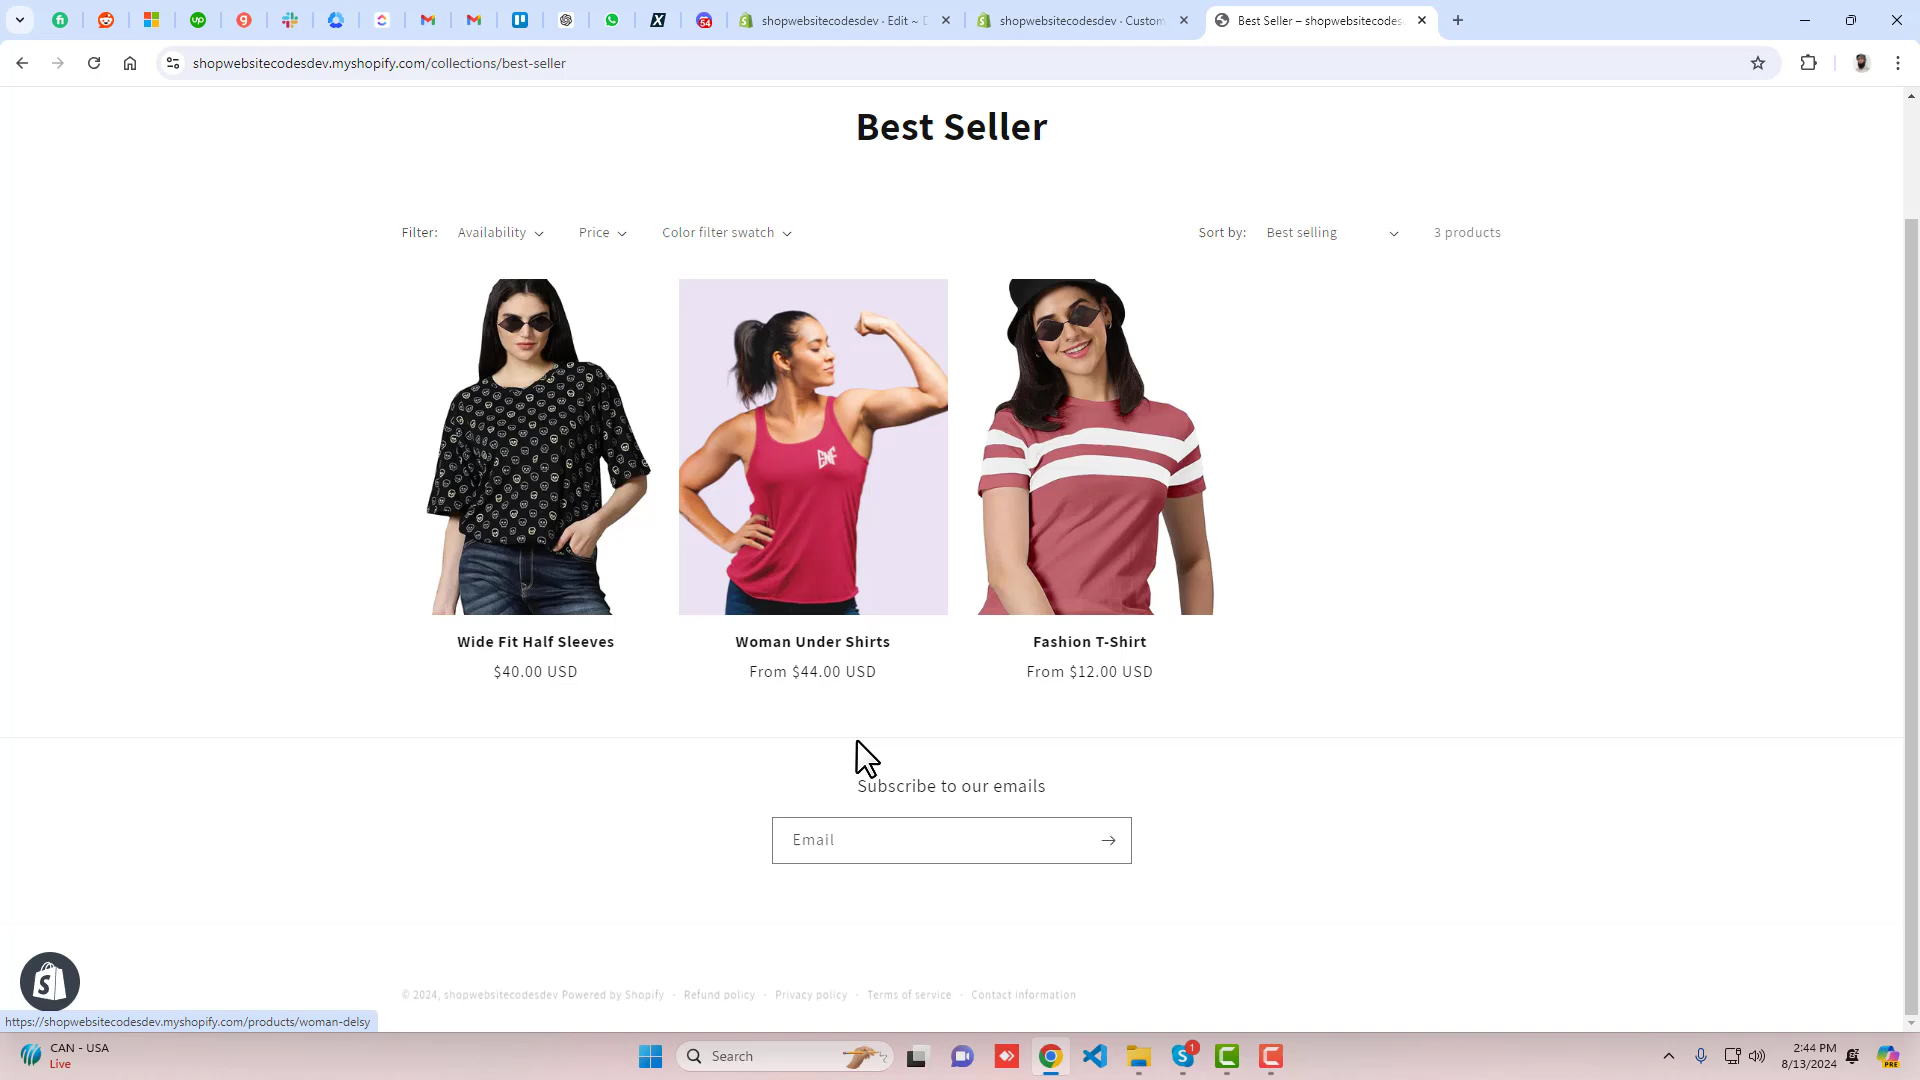 54
shopwebsitecodesdev · Edit ~ D
shopwebsitecodesdev · Custom
Best Seller – shopwebsitecodes
shopwebsitecodesdev.myshopify.com/collections/best-seller
Best Seller
Filter: Availability Price Color filter swatch Sort by: Best selling 3 products
Wide Fit Half Sleeves
$40.00 USD
Woman Under Shirts
From $44.00 USD
Fashion T-Shirt
From $12.00 USD
Subscribe to our emails
Email
© 2024, shopwebsitecodesdev Powered by Shopify · Refund policy · Privacy policy · Terms of service · Contact information
https://shopwebsitecodesdev.myshopify.com/products/woman-delsy
CAN - USA
Live
Search
1
2:44 PM
8/13/2024
PRE